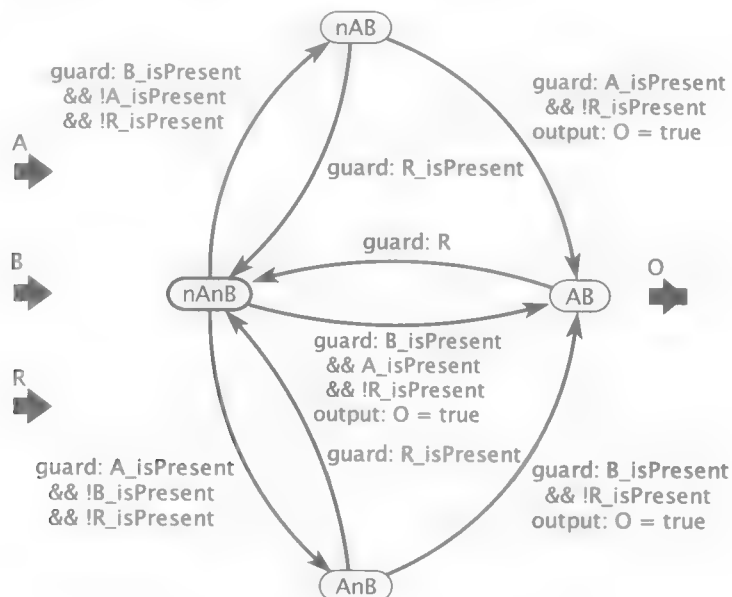 nAB
guard: B_isPresent
&& !A_isPresent
&& !R_isPresent
guard: A_isPresent
&& !R_isPresent
output: O = true
A
guard: R_isPresent
guard: R
B
nAnB
AB
O
guard: B_isPresent
&& A_isPresent
&& !R_isPresent
output: O = true
R
guard: R_isPresent
guard: A_isPresent
&& !B_isPresent
&& !R_isPresent
guard: B_isPresent
&& !R_isPresent
output: O = true
AnB